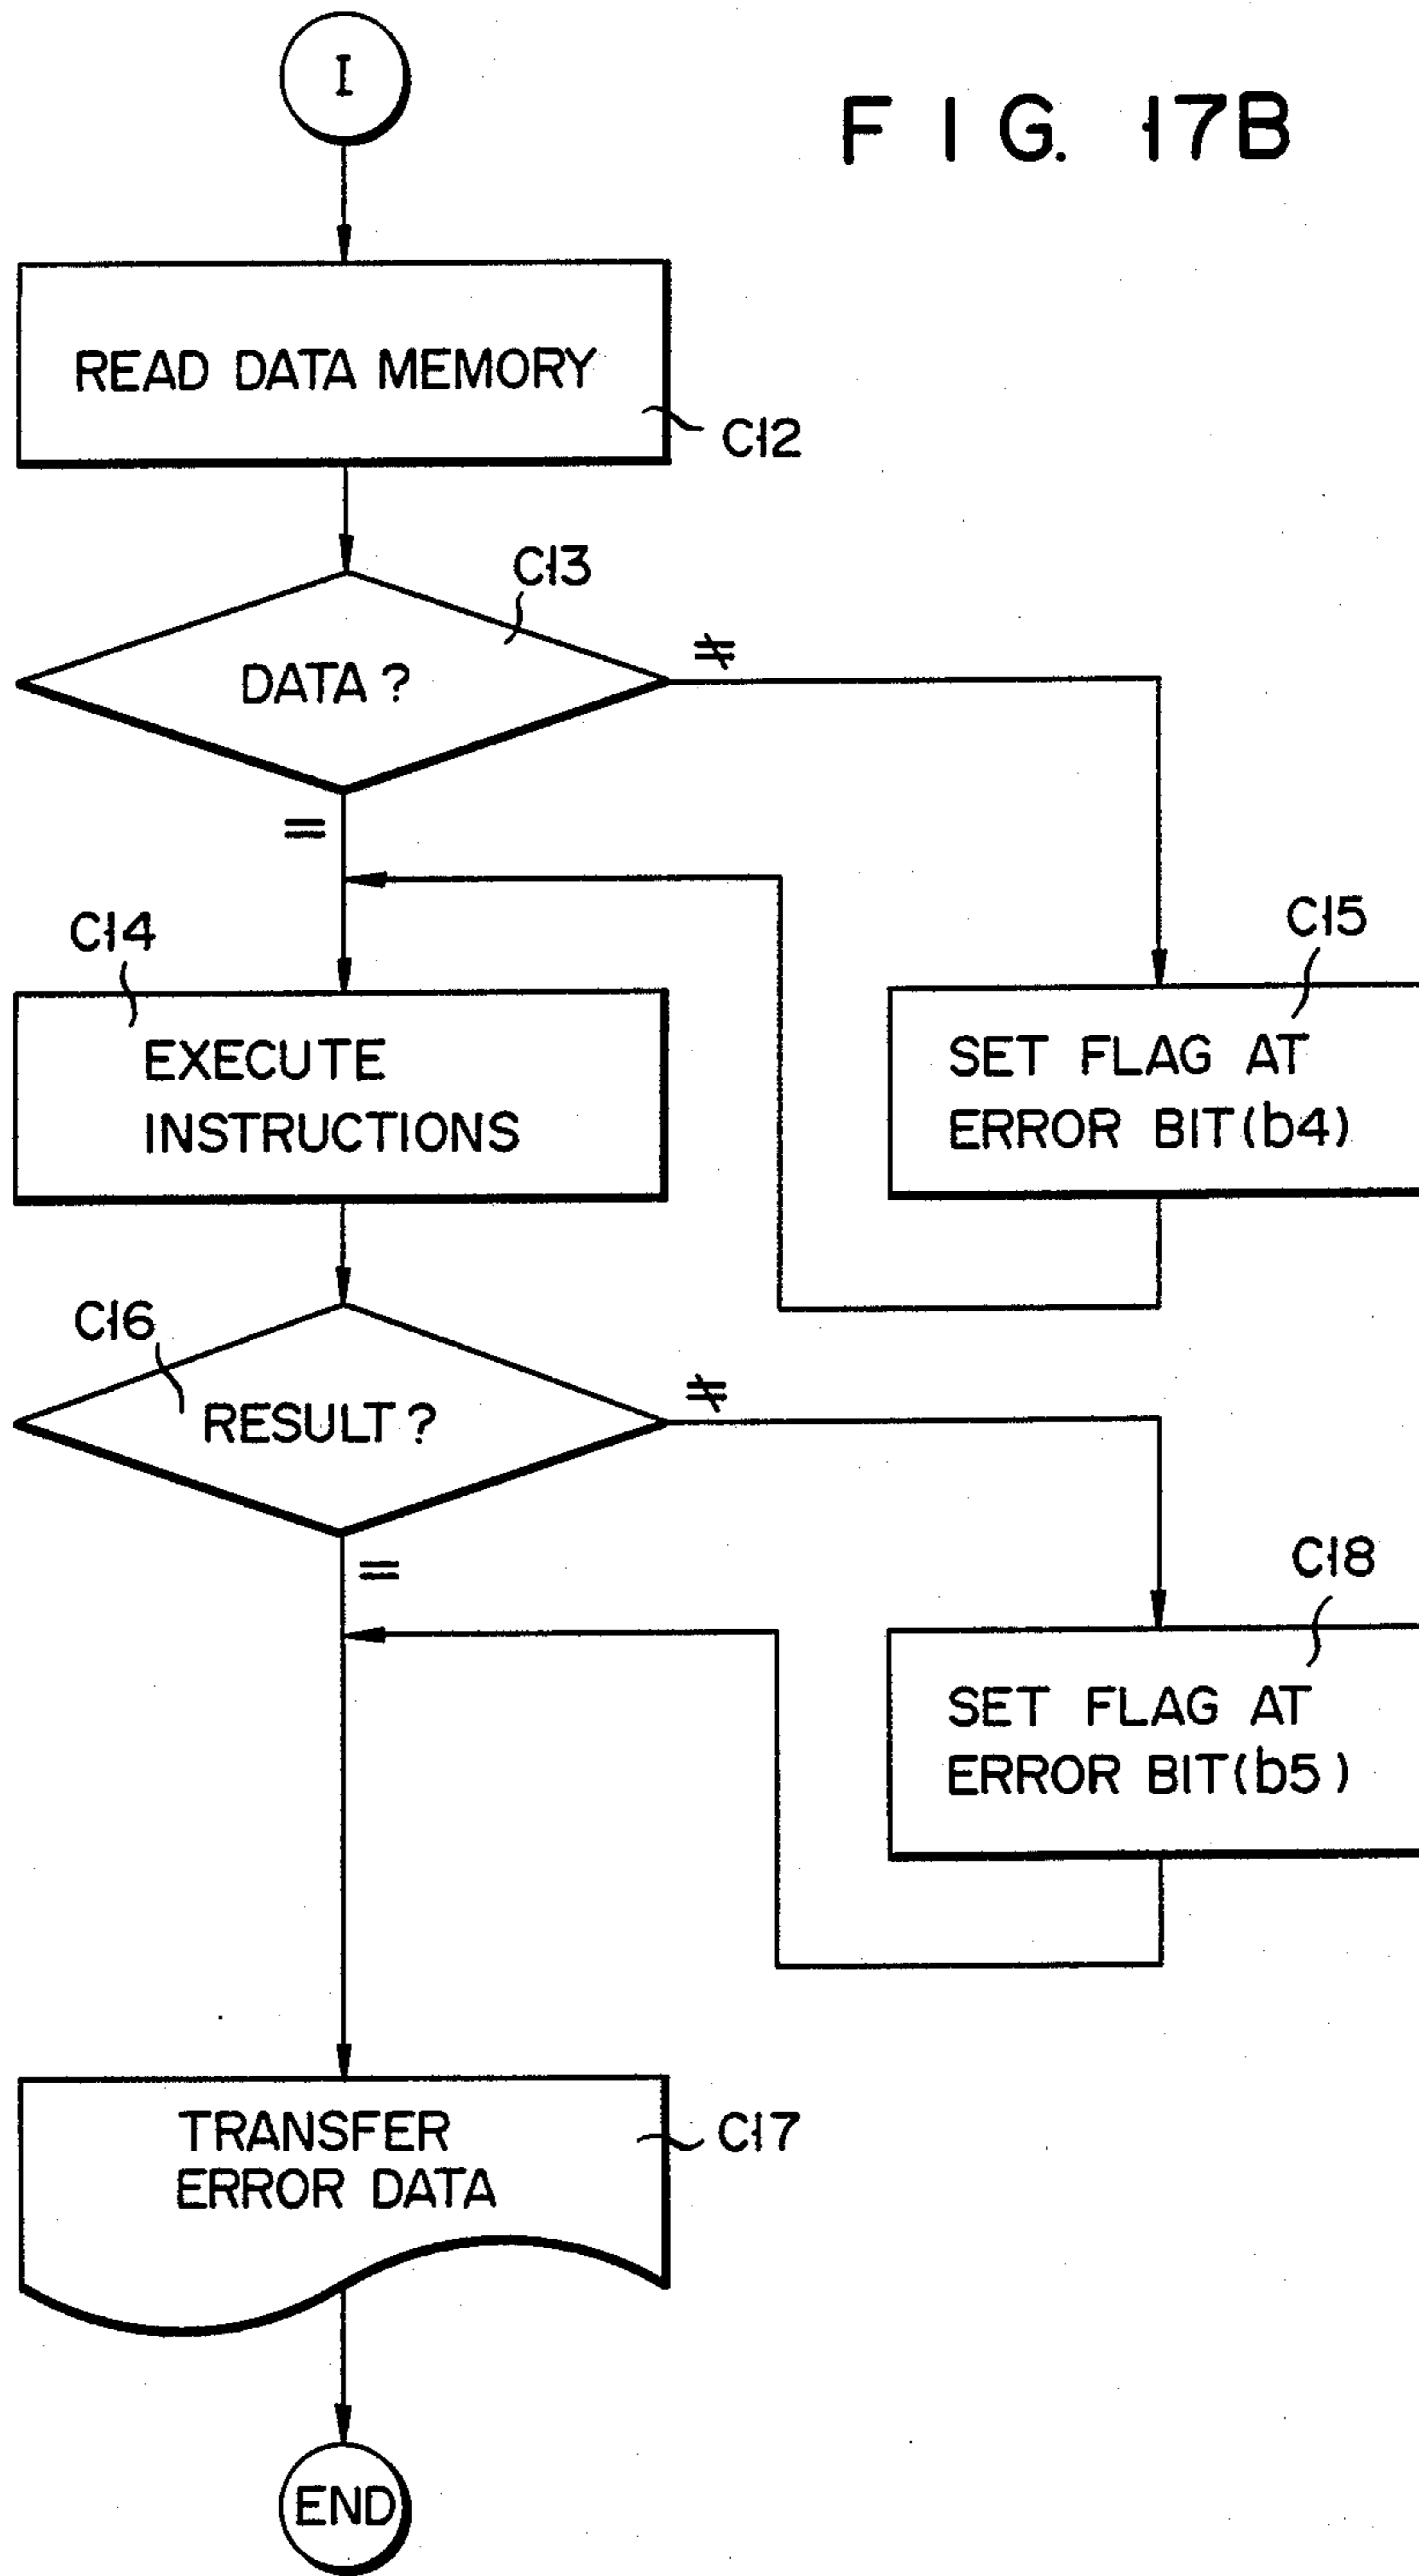 I
FIG. 17B
READ DATA MEMORY
C12
C13
DATA?
≠
=
C14
C15
EXECUTE
INSTRUCTIONS
SET FLAG AT
ERROR BIT(b4)
C16
RESULT?
≠
=
C18
SET FLAG AT
ERROR BIT(b5)
TRANSFER
ERROR DATA
C17
END